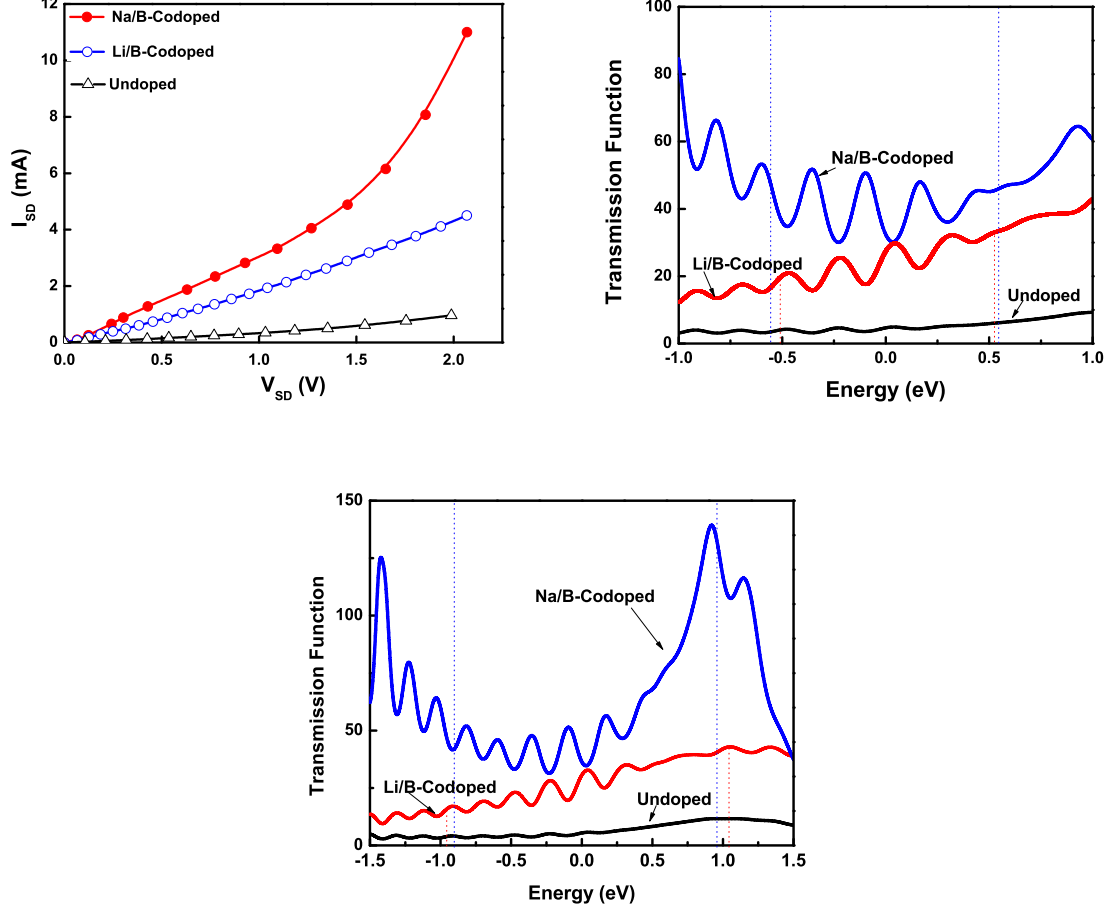 12
10
8
6
4
2
0
I_SD (mA)
Na/B-Codoped
Li/B-Codoped
Undoped
0.0 0.5 1.0 1.5 2.0
V_SD (V)
100
80
60
40
20
0
Transmission Function
Na/B-Codoped
Li/B-Codoped
Undoped
-1.0 -0.5 0.0 0.5 1.0
Energy (eV)
150
100
50
0
Transmission Function
Na/B-Codoped
Li/B-Codoped
Undoped
-1.5 -1.0 -0.5 0.0 0.5 1.0 1.5
Energy (eV)